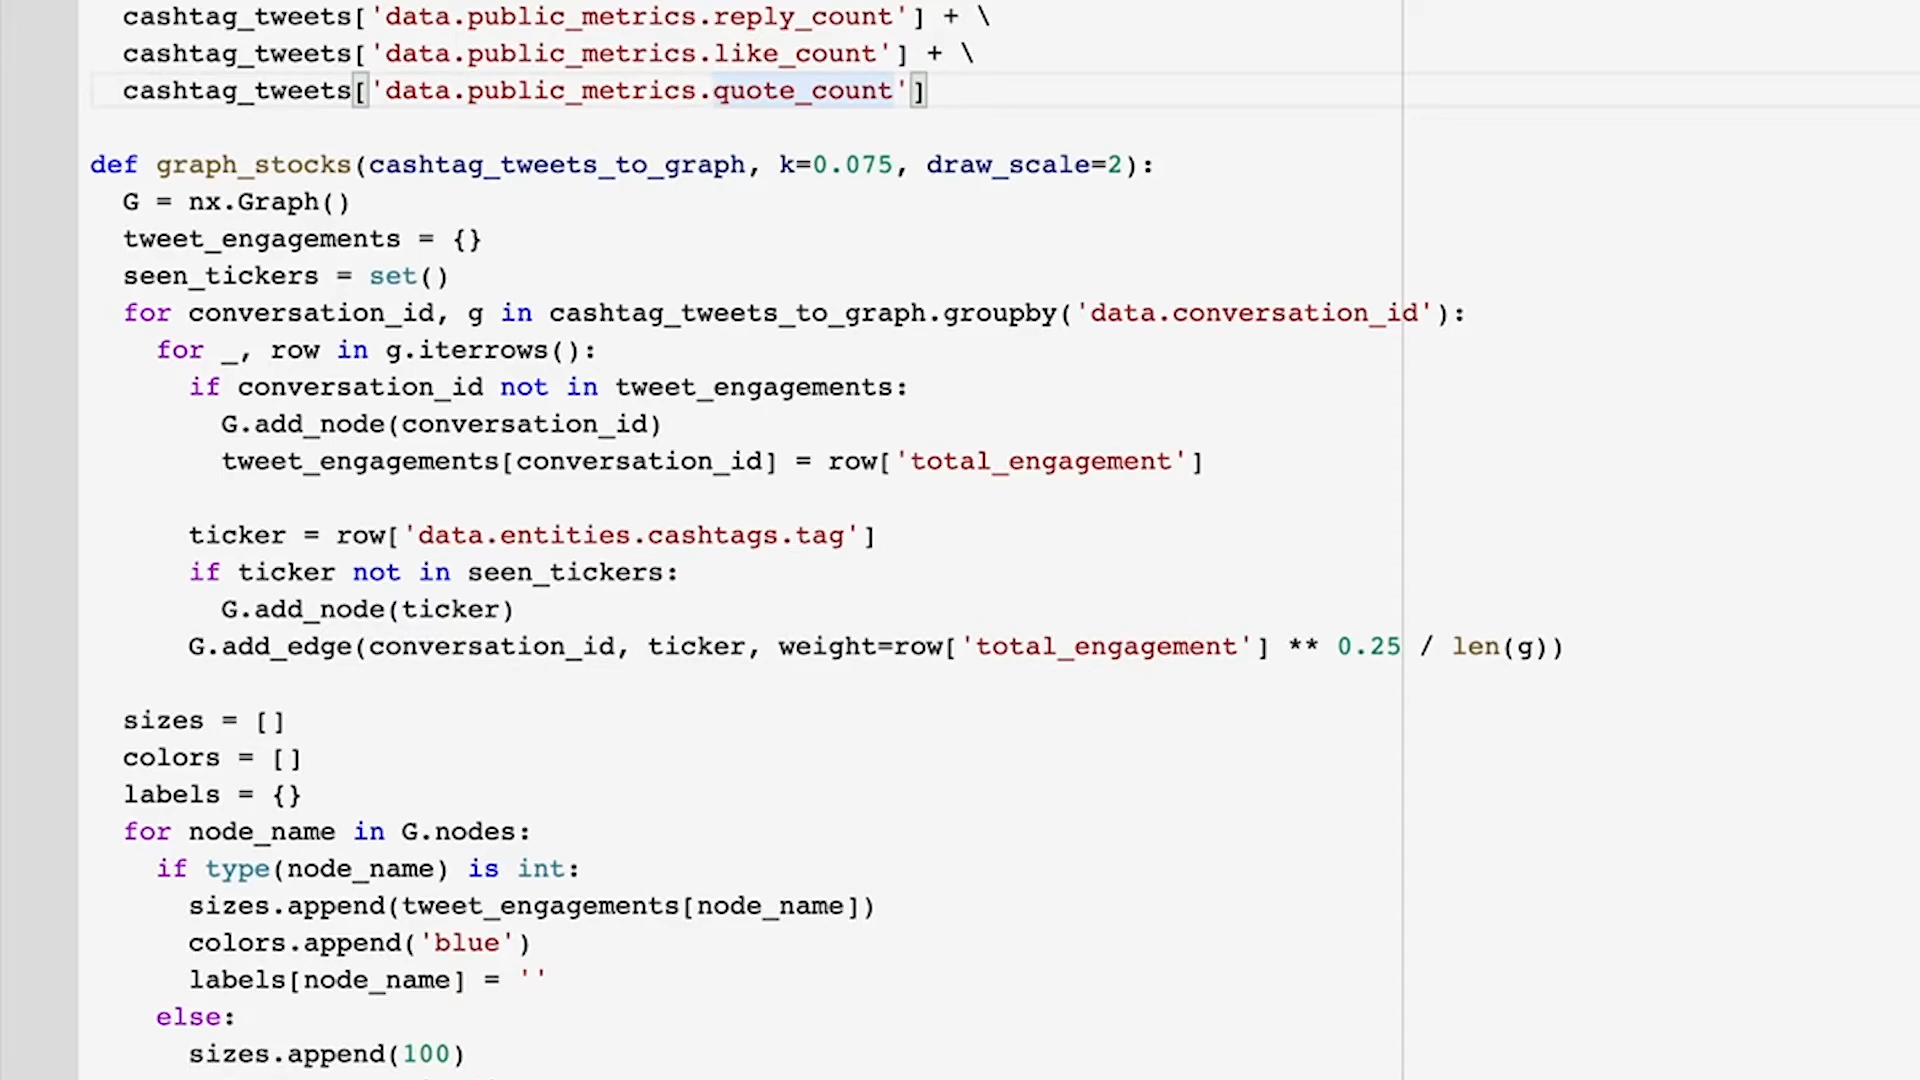 cashtag_tweets['data.public_metrics.reply_count'] + \
cashtag_tweets['data.public_metrics.like_count'] + \
cashtag_tweets['data.public_metrics.quote_count']
def graph_stocks(cashtag_tweets_to_graph, k=0.075, draw_scale=2):
G = nx.Graph()
tweet_engagements = {}
seen_tickers = set()
for conversation_id, g in cashtag_tweets_to_graph.groupby('data.conversation_id'):
for _, row in g.iterrows():
if conversation_id not in tweet_engagements:
G.add_node(conversation_id)
tweet_engagements[conversation_id] = row['total_engagement']
ticker = row['data.entities.cashtags.tag']
if ticker not in seen_tickers:
G.add_node(ticker)
G.add_edge(conversation_id, ticker, weight=row['total_engagement'] ** 0.25 / len(g))
sizes = []
colors = []
labels = {}
for node_name in G.nodes:
if type(node_name) is int:
sizes.append(tweet_engagements[node_name])
colors.append('blue')
labels[node_name] = ''
else:
sizes.append(100)